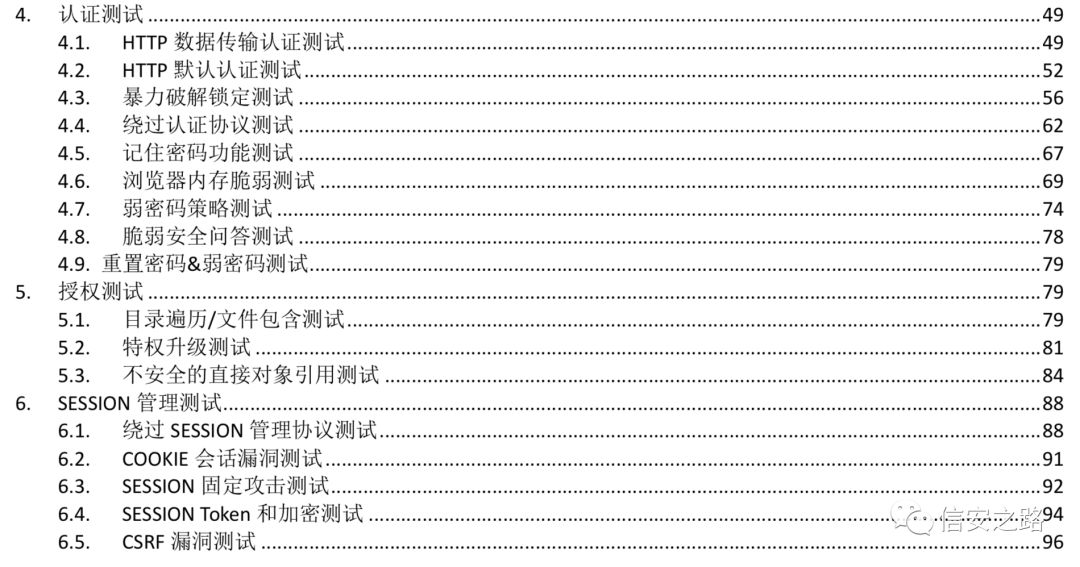 4. 认证测试 49
4.1. HTTP 数据传输认证测试 49
4.2. HTTP 默认认证测试 52
4.3. 暴力破解锁定测试 56
4.4. 绕过认证协议测试 62
4.5. 记住密码功能测试 67
4.6. 浏览器内存脆弱测试 69
4.7. 弱密码策略测试 74
4.8. 脆弱安全问答测试 78
4.9. 重置密码&弱密码测试 79
5. 授权测试 79
5.1. 目录遍历/文件包含测试 79
5.2. 特权升级测试 81
5.3. 不安全的直接对象引用测试 84
6. SESSION 管理测试 88
6.1. 绕过 SESSION 管理协议测试 88
6.2. COOKIE 会话漏洞测试 91
6.3. SESSION 固定攻击测试 92
6.4. SESSION Token 和加密测试 94
6.5. CSRF 漏洞测试 96
信安之路